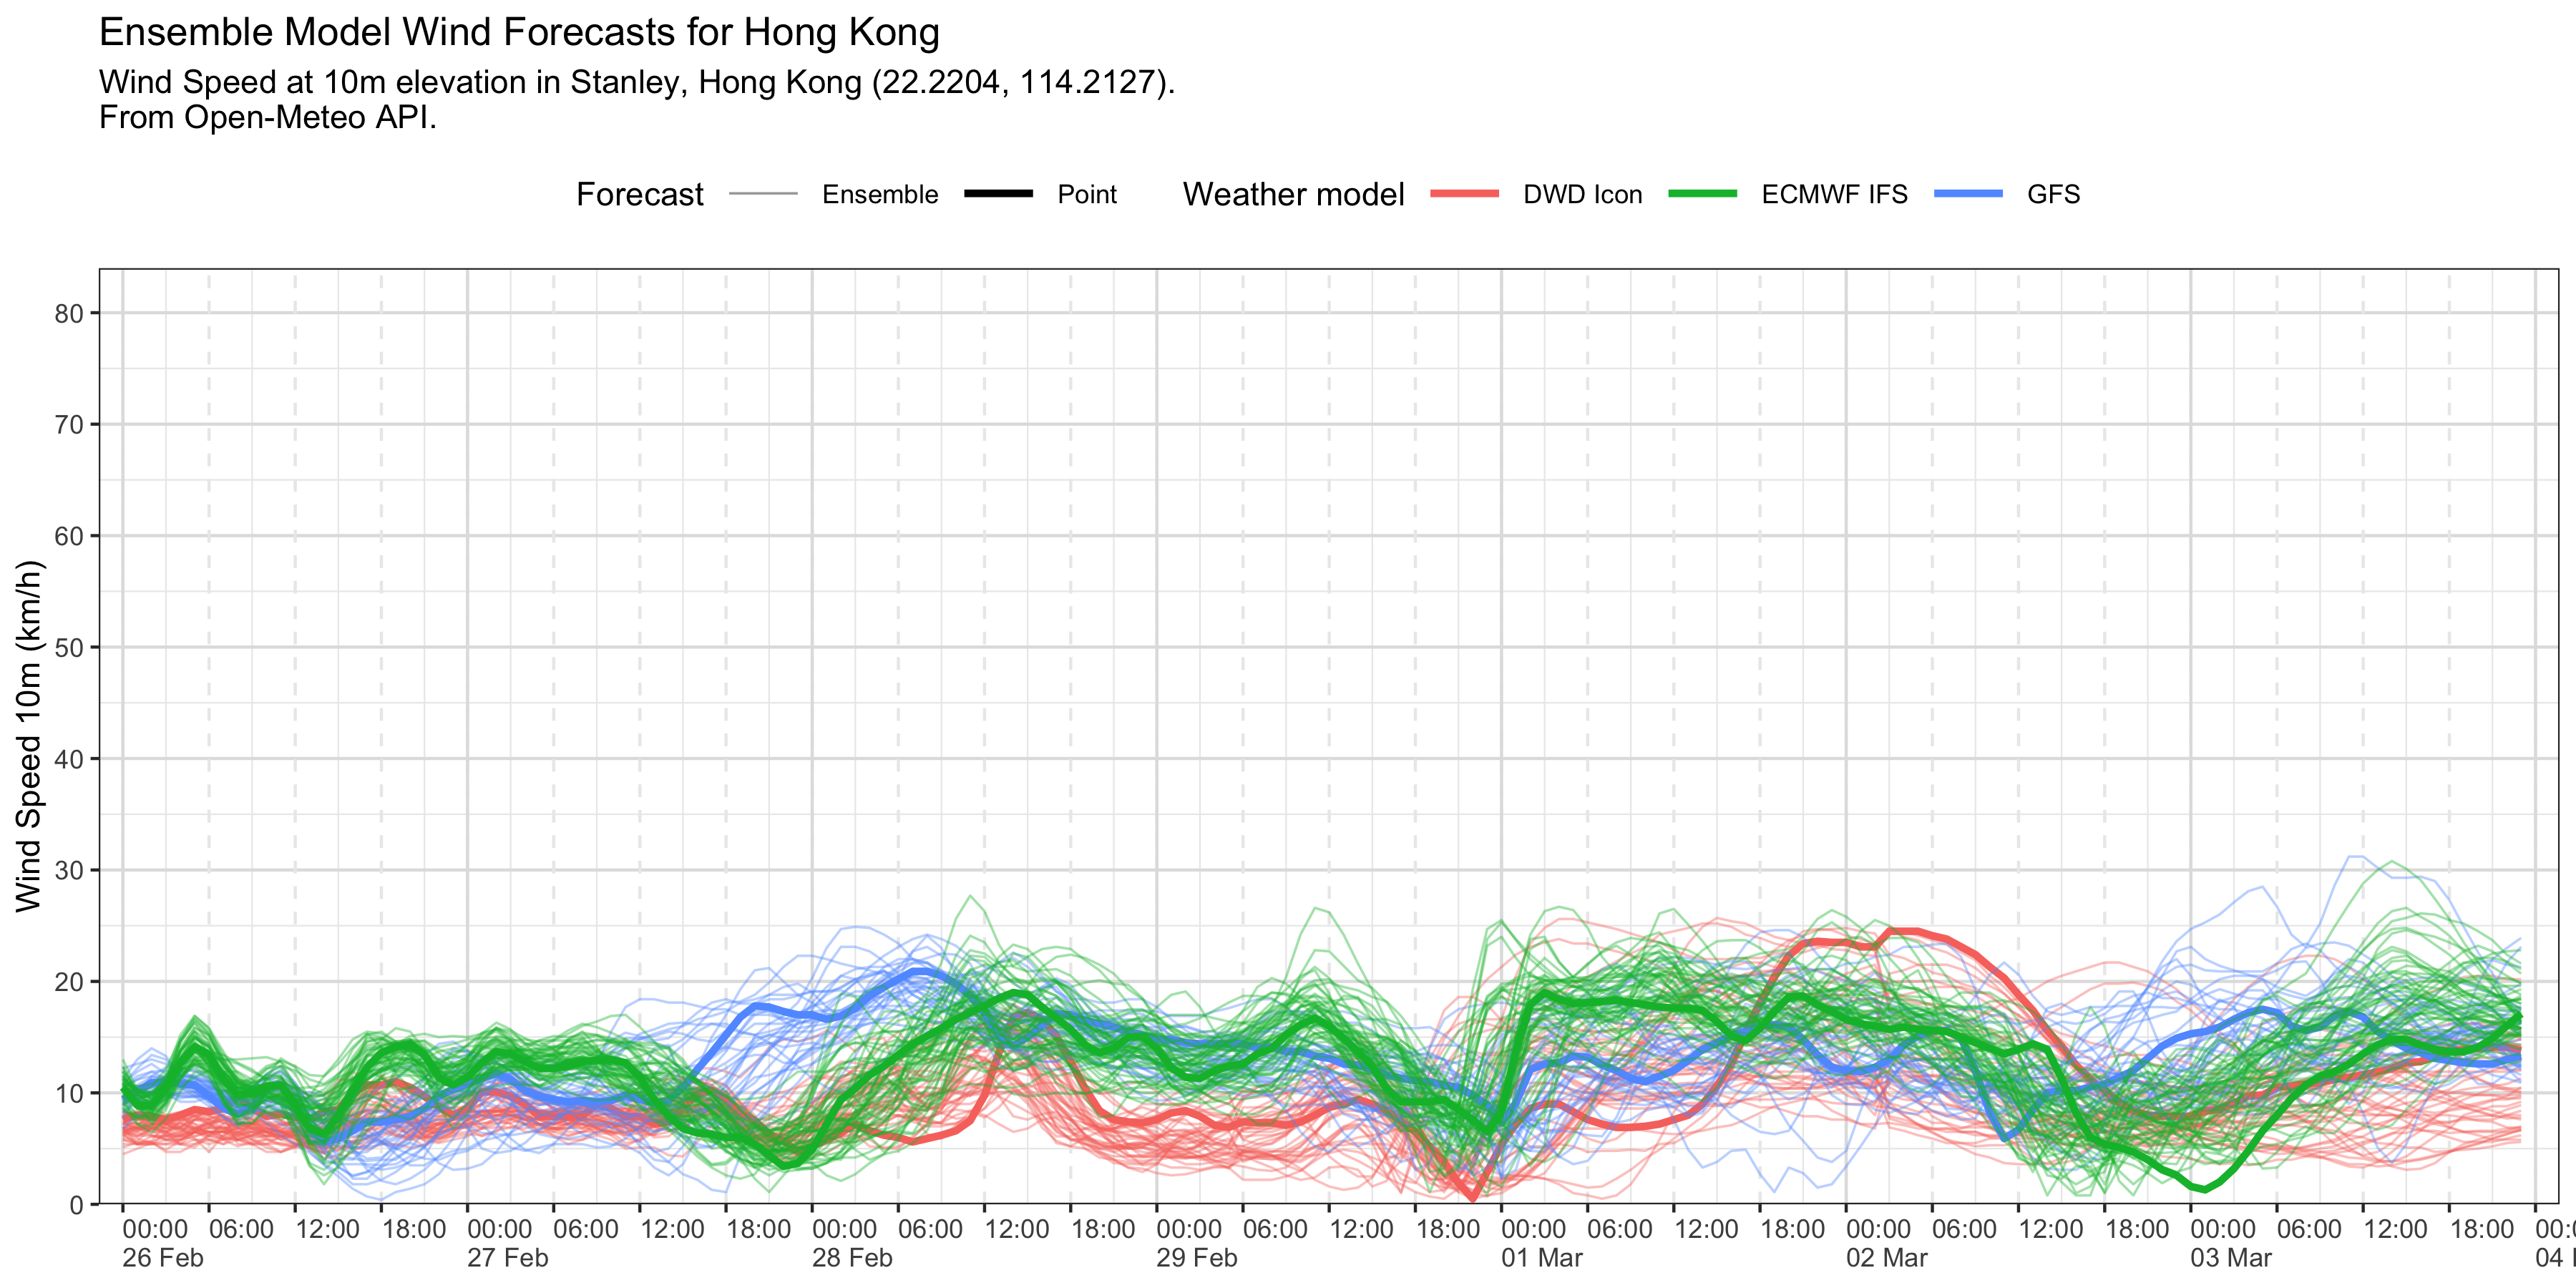 Ensemble Model Wind Forecasts for Hong Kong
Wind Speed at 10m elevation in Stanley, Hong Kong (22.2204, 114.2127).
From Open-Meteo API.
Forecast Ensemble Point Weather model DWD Icon ECMWF IFS GFS
Wind Speed 10m (km/h)
80
70
60
50
40
30
20
10
0
00:00 06:00 12:00 18:00 00:00 06:00 12:00 18:00 00:00 06:00 12:00 18:00 00:00 06:00 12:00 18:00 00:00 06:00 12:00 18:00 00:00 06:00 12:00 18:00 00:00 06:00 12:00 18:00
26 Feb 27 Feb 28 Feb 29 Feb 01 Mar 02 Mar 03 Mar 04